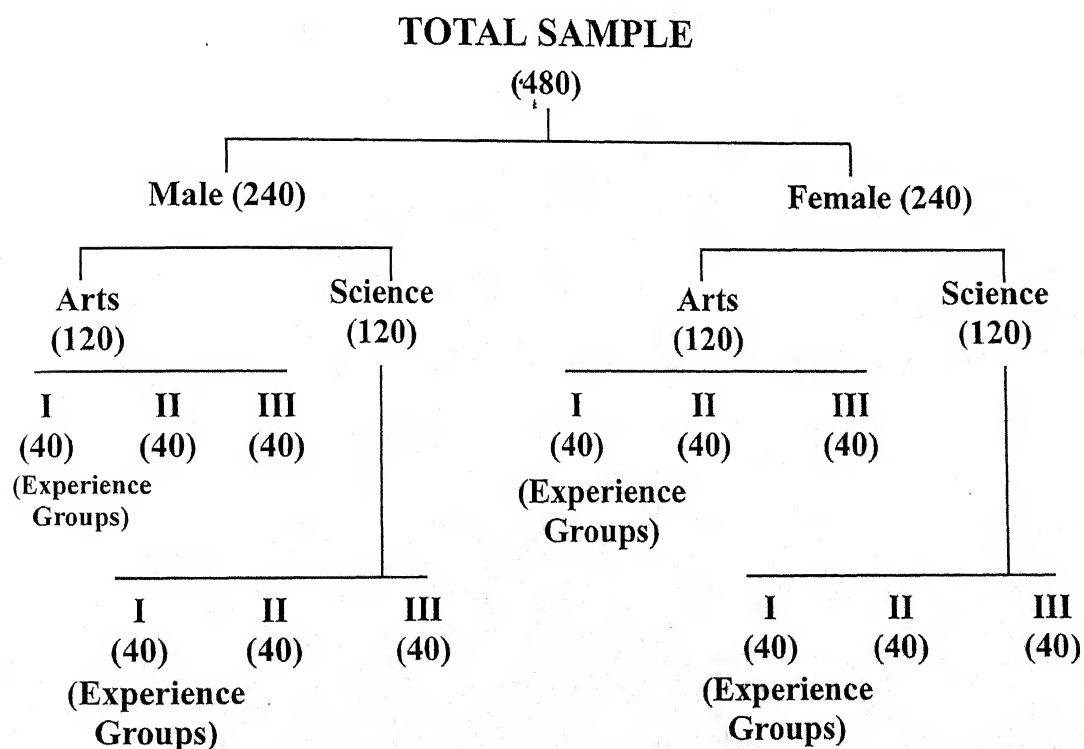 TOTAL SAMPLE
(480)
Male (240) Female (240)
Arts Science Arts Science
(120) (120) (120) (120)
I II III I II III
(40) (40) (40) (40) (40) (40)
(Experience (Experience
Groups) Groups)
I II III I II III
(40) (40) (40) (40) (40) (40)
(Experience (Experience
Groups) Groups)